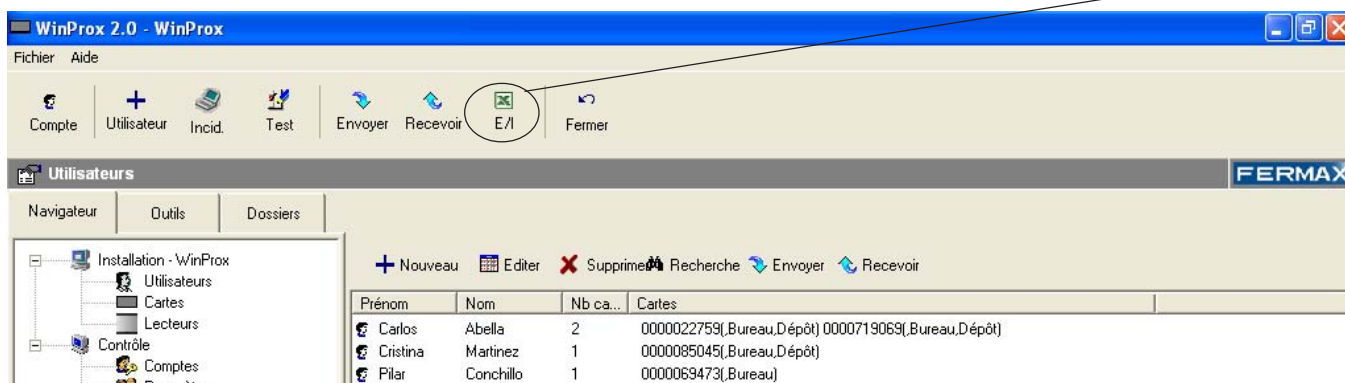 WinProx 2.0 - WinProx
Fichier Aide
Compte Utilisateur Incid. Test Envoyer Recevoir E/I Fermer
Utilisateurs FERMAX
Navigateur Outils Dossiers
Installation - WinProx
Utilisateurs
Cartes
Lecteurs
Contrôle
Comptes
Nouveau Editer Supprime Recherche Envoyer Recevoir
Prénom Nom Nb ca... Cartes
Carlos Abella 2 0000022759(,Bureau,Dépôt) 0000719069(,Bureau,Dépôt)
Cristina Martinez 1 0000085045(,Bureau,Dépôt)
Pilar Conchillo 1 0000069473(,Bureau)